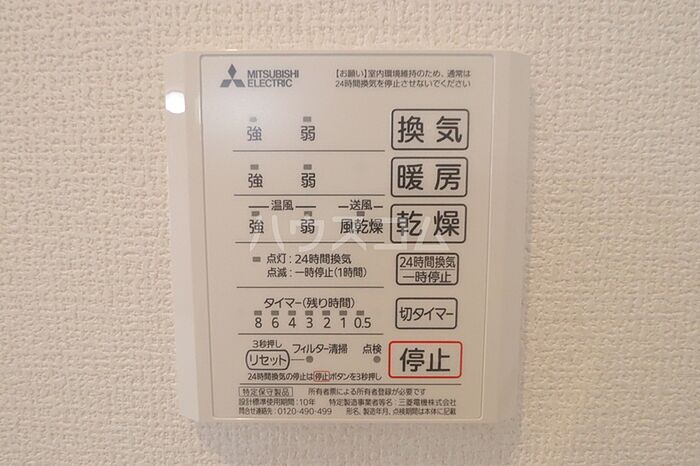 MITSUBISHI
ELECTRIC
【お願い】室内環境維持のため、通常は
24時間換気を停止させないでください
強 弱 換気
強 弱 暖房
温風 送風
強 弱 風乾燥 乾燥
点灯:24時間換気
点滅:一時停止(1時間)
24時間換気
一時停止
タイマー(残り時間)
8 6 4 3 2 1 0.5
切タイマー
3秒押し
リセット フィルター清掃 点検 停止
24時間換気の停止は停止ボタンを3秒押し
特定保守製品 所有者票による所有者登録が必要です
設計標準使用期間:10年 特定製造事業者等名:三菱電機株式会社
問合せ連絡先:0120-490-499 形名、製造年月、点検期間は本体に記載
ハウスコム